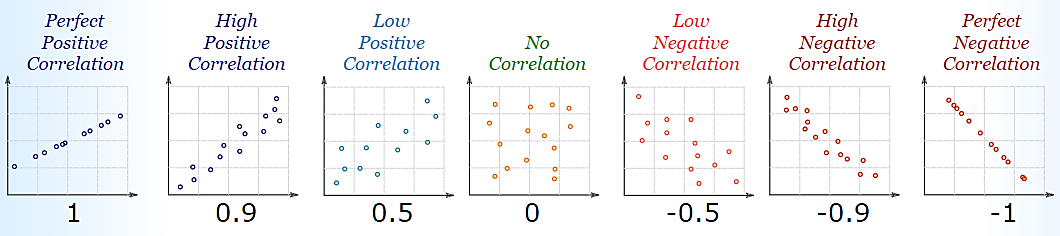 Perfect
Positive
Correlation
High
Positive
Correlation
Low
Positive
Correlation
No
Correlation
Low
Negative
Correlation
High
Negative
Correlation
Perfect
Negative
Correlation
1
0.9
0.5
0
-0.5
-0.9
-1